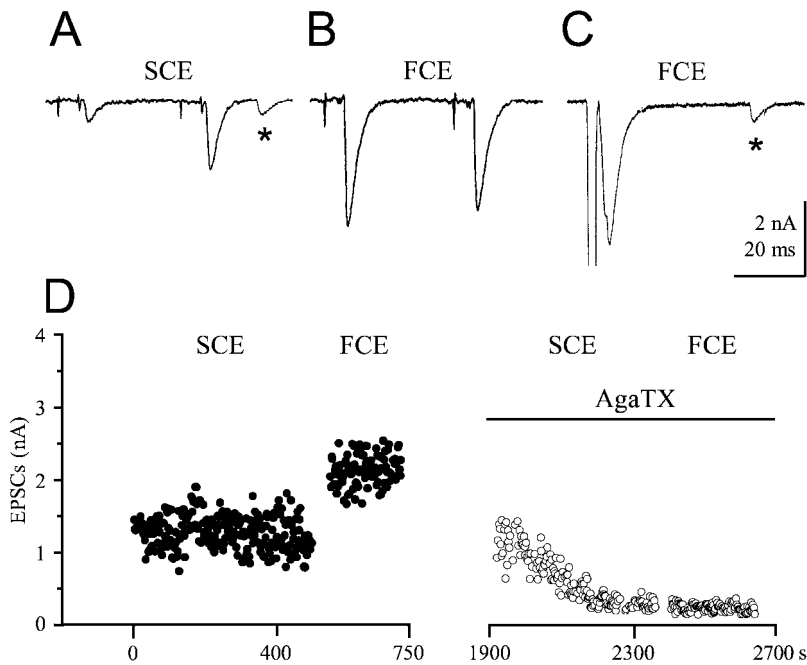 A
B
C
SCE
FCE
FCE
*
*
2 nA
20 ms
D
4
3
2
1
0
EPSCs (nA)
SCE
FCE
SCE
FCE
AgaTX
0
400
750
1900
2300
2700 s